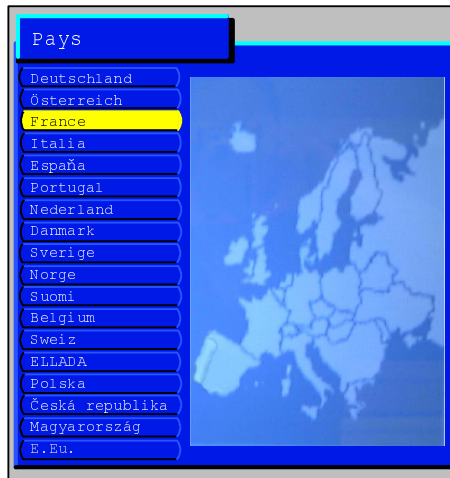 Pays
Deutschland
Österreich
France
Italia
Espaňa
Portugal
Nederland
Danmark
Sverige
Norge
Suomi
Belgium
Sweiz
ELLADA
Polska
Česká republika
Magyarország
E.Eu.